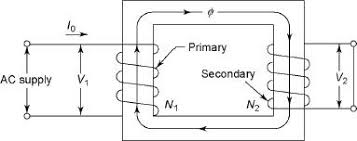 I0
ϕ
Primary
AC supply
V1
Secondary
V2
N1
N2